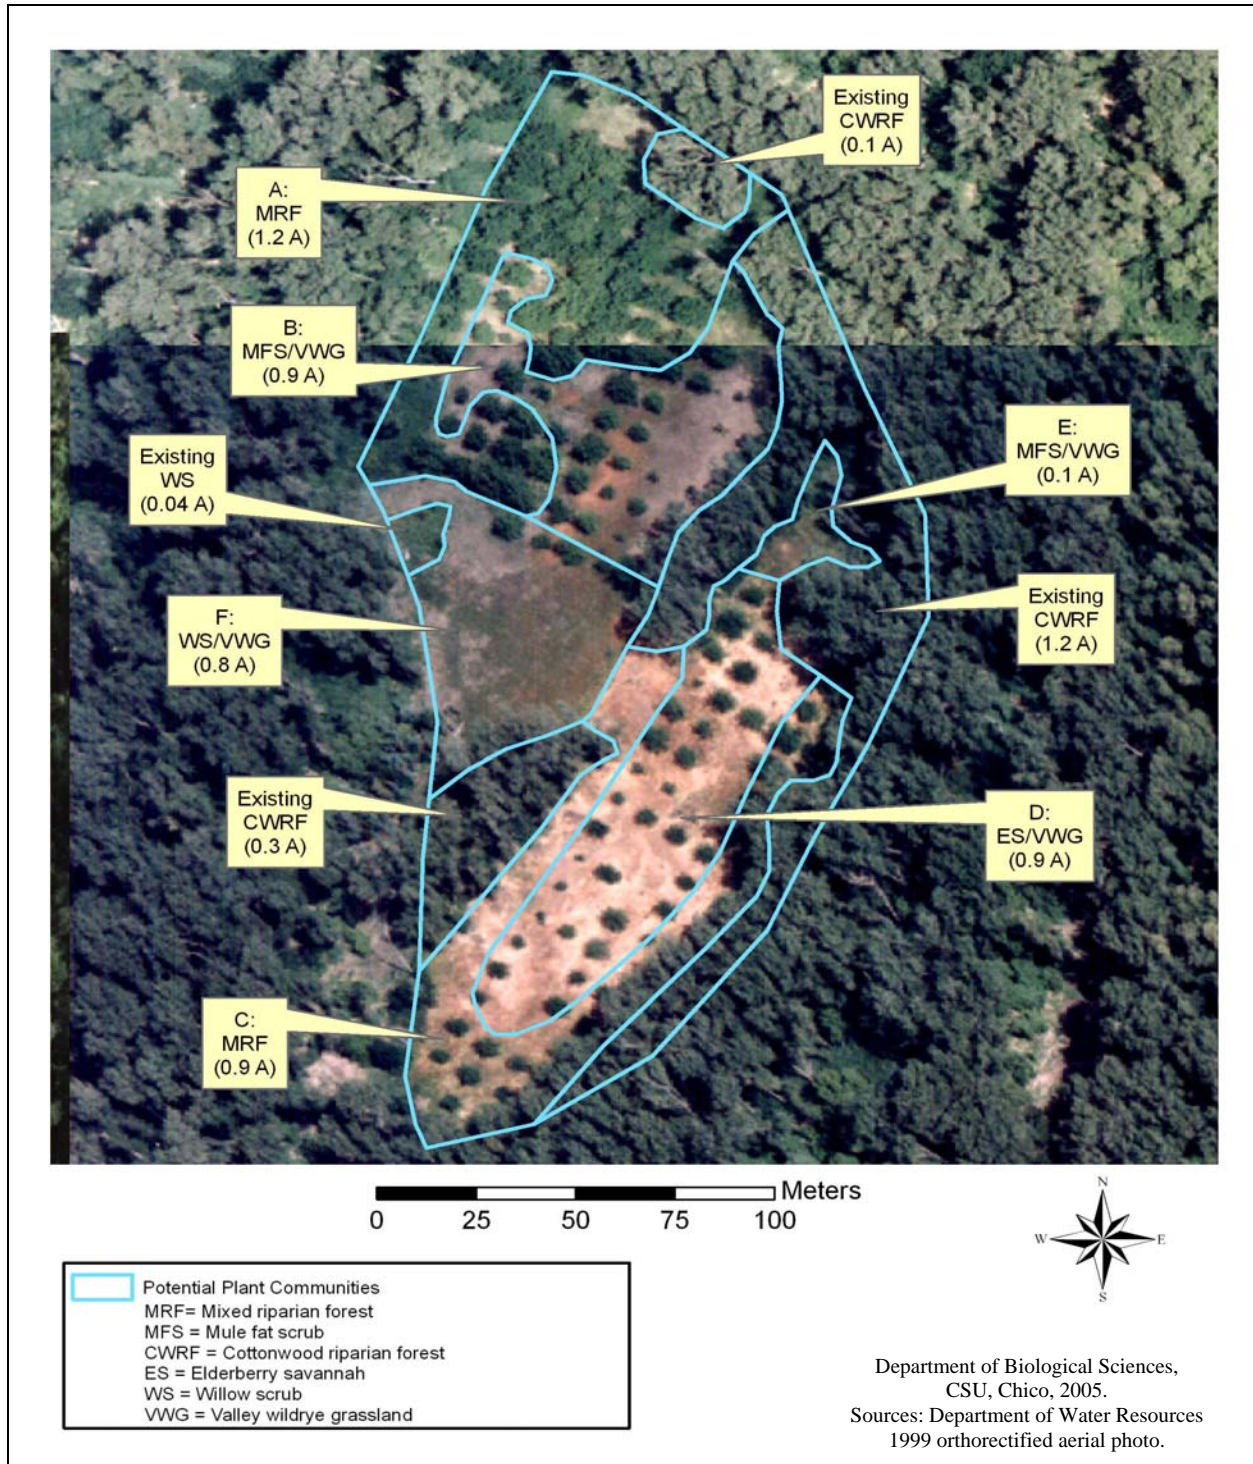 Existing
CWRF
(0.1 A)
A:
MRF
(1.2 A)
B:
MFS/VWG
(0.9 A)
E:
MFS/VWG
(0.1 A)
Existing
WS
(0.04 A)
Existing
CWRF
(1.2 A)
F:
WS/VWG
(0.8 A)
Existing
CWRF
(0.3 A)
D:
ES/VWG
(0.9 A)
C:
MRF
(0.9 A)
Meters
0 25 50 75 100
N
W E
S
Potential Plant Communities
MRF= Mixed riparian forest
MFS = Mule fat scrub
CWRF = Cottonwood riparian forest
ES = Elderberry savannah
WS = Willow scrub
VWG = Valley wildrye grassland
Department of Biological Sciences,
CSU, Chico, 2005.
Sources: Department of Water Resources
1999 orthorectified aerial photo.